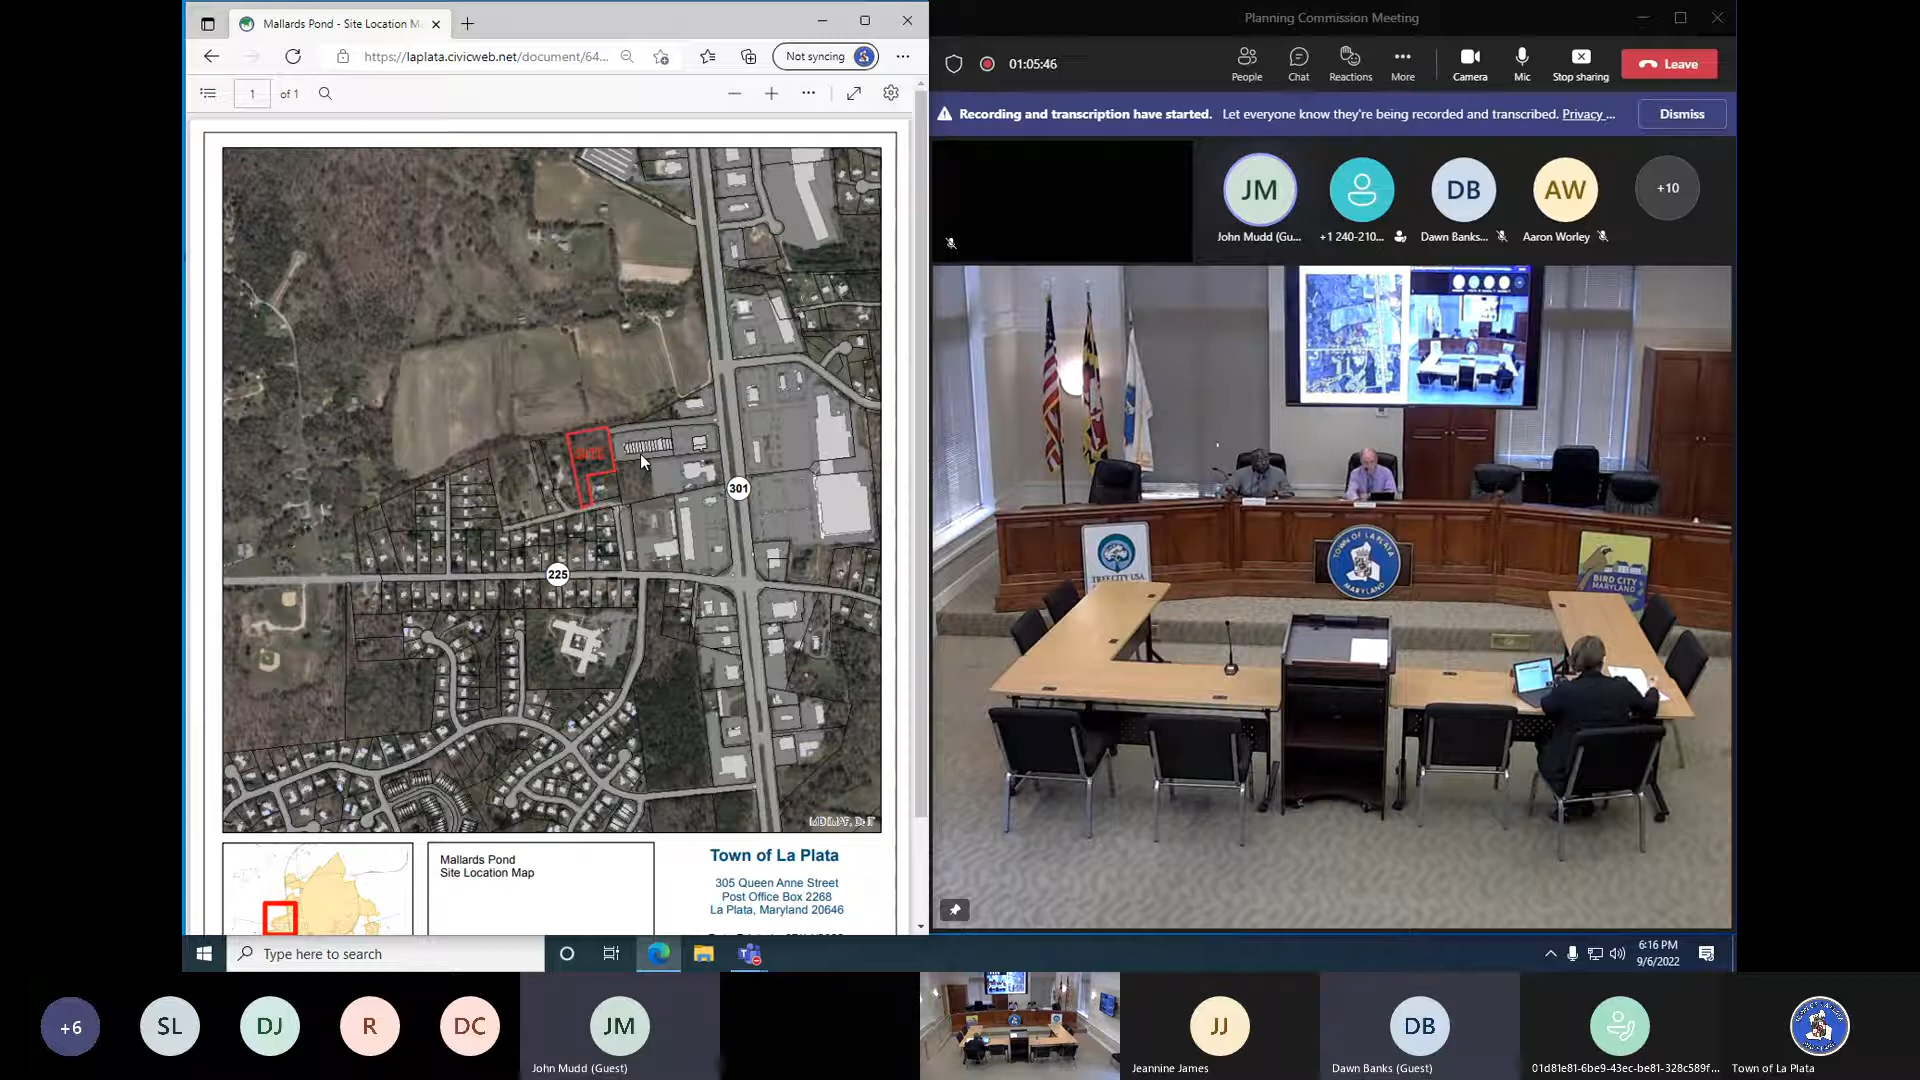 Mallards Pond - Site Location M
Planning Commission Meeting
https://laplata.civicweb.net/document/64...
Not syncing
1 of 1
01:05:46
People
Chat
Reactions
More
Camera
Mic
Stop sharing
Leave
Recording and transcription have started. Let everyone know they're being recorded and transcribed. Privacy ...
Dismiss
JM
DB
AW
+10
John Mudd (Gu...
+1 240-210...
Dawn Banks...
Aaron Worley
SITE
301
225
TREE CITY USA
TOWN OF LA PLATA
MARYLAND
BIRD CITY
MARYLAND
Mallards Pond
Site Location Map
Town of La Plata
305 Queen Anne Street
Post Office Box 2268
La Plata, Maryland 20646
Type here to search
6:16 PM
9/6/2022
+6
SL
DJ
R
DC
JM
John Mudd (Guest)
JJ
Jeannine James
DB
Dawn Banks (Guest)
01d81e81-6be9-43ec-be81-328c589f...
Town of La Plata